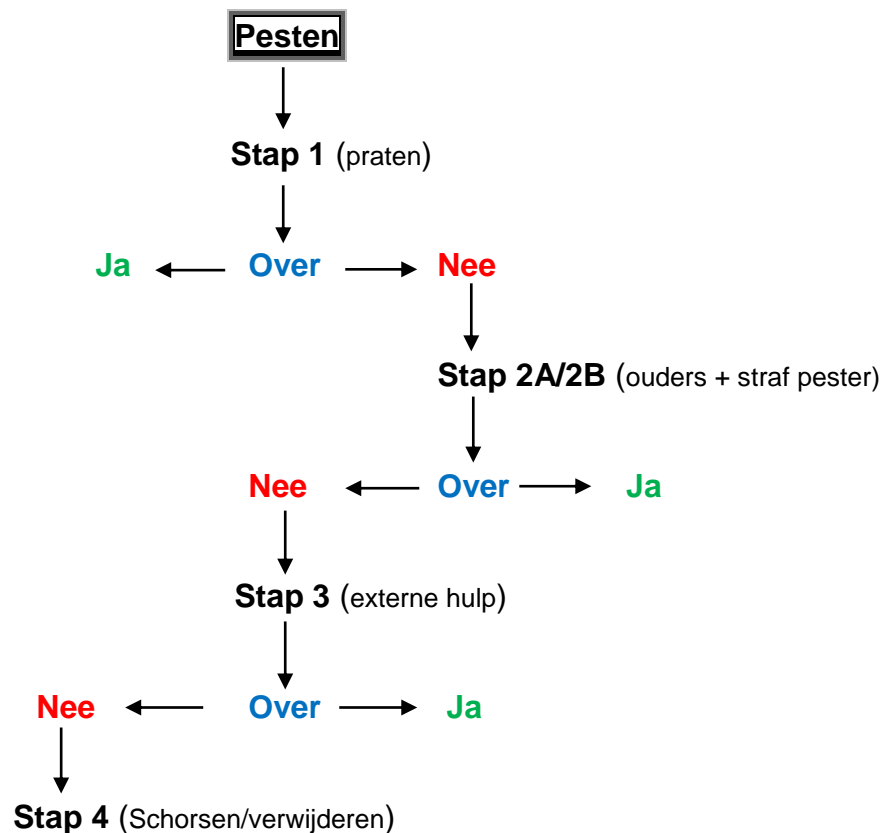 Pesten
Stap 1 (praten)
Ja Over Nee
Stap 2A/2B (ouders + straf pester)
Nee Over Ja
Stap 3 (externe hulp)
Nee Over Ja
Stap 4 (Schorsen/verwijderen)